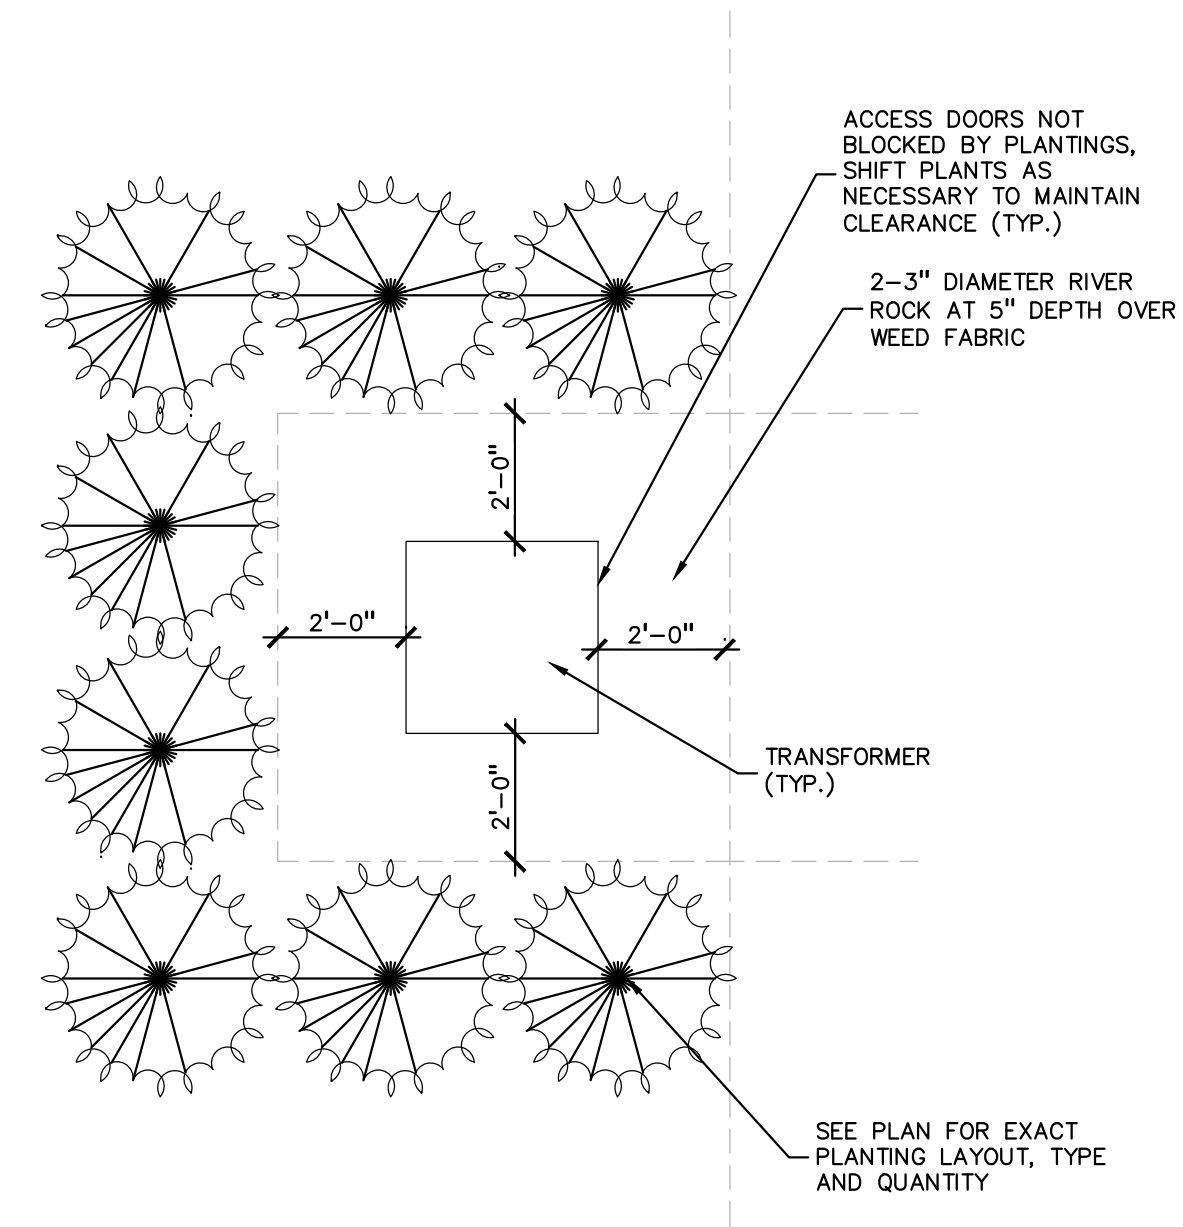 ACCESS DOORS NOT
BLOCKED BY PLANTINGS,
SHIFT PLANTS AS
NECESSARY TO MAINTAIN
CLEARANCE (TYP.)
2-3" DIAMETER RIVER
ROCK AT 5" DEPTH OVER
WEED FABRIC
2'-0"
2'-0"
2'-0"
2'-0"
TRANSFORMER
(TYP.)
SEE PLAN FOR EXACT
PLANTING LAYOUT, TYPE
AND QUANTITY